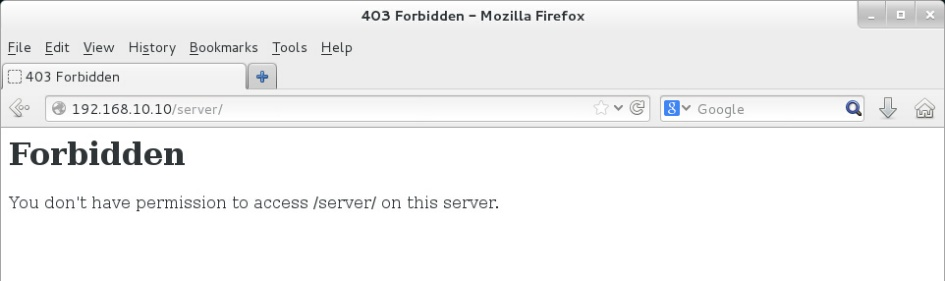 403 Forbidden - Mozilla Firefox
File Edit View History Bookmarks Tools Help
403 Forbidden
192.168.10.10/server/ Google
Forbidden
You don't have permission to access /server/ on this server.